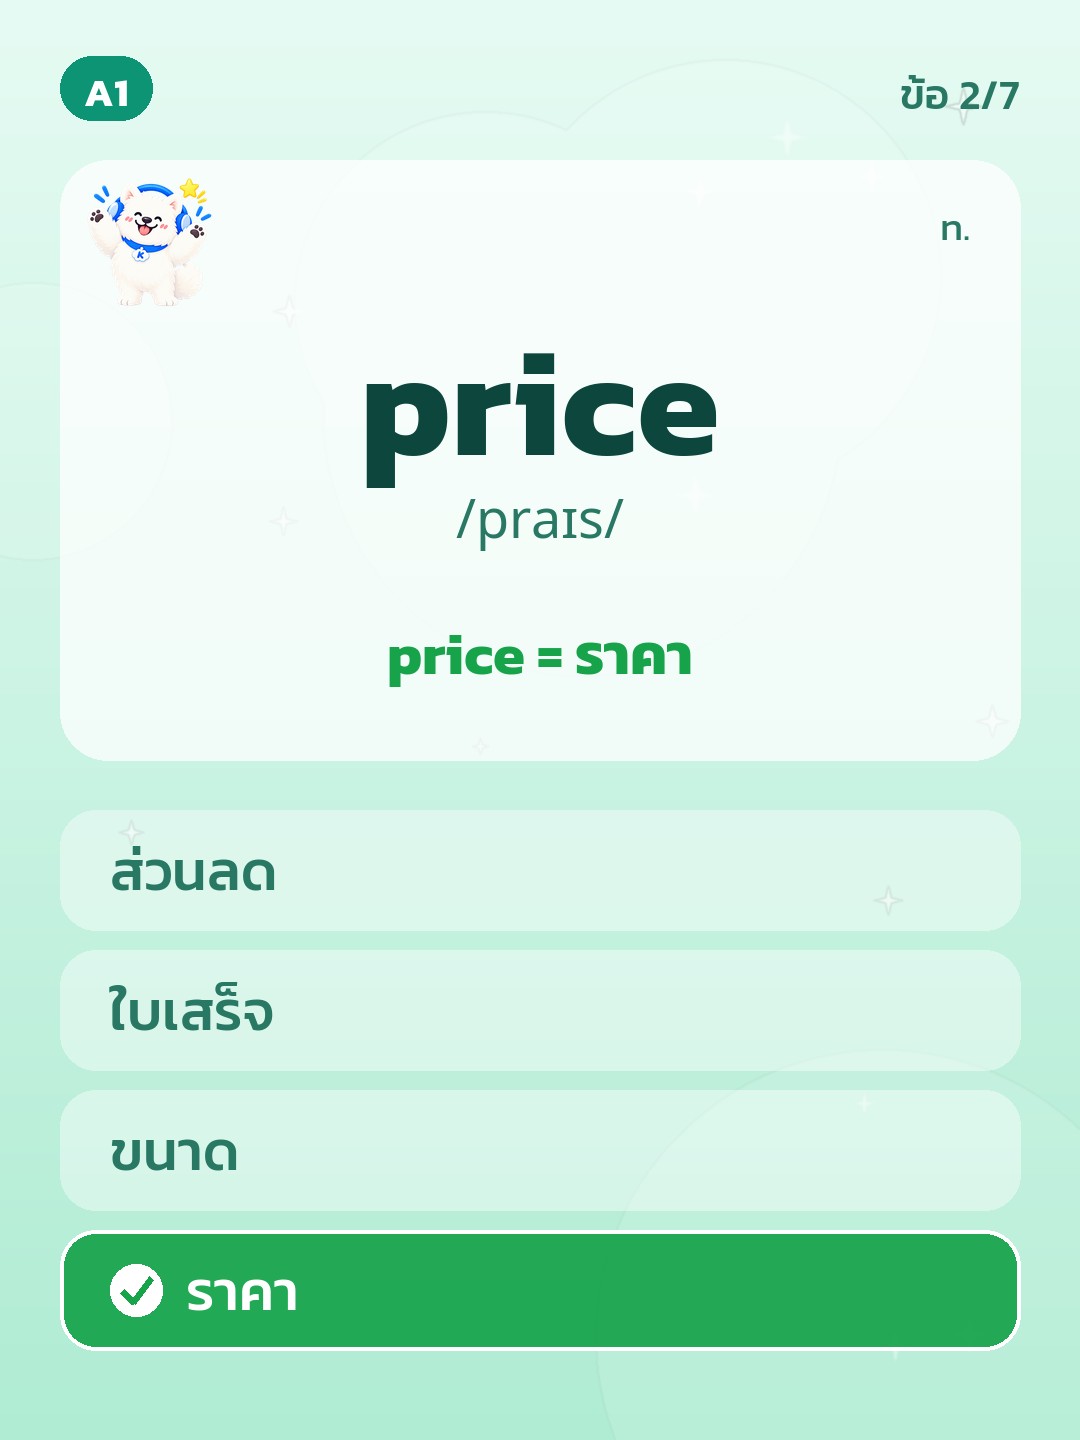 A1
ข้อ 2/7
n.
price
/praɪs/
price = ราคา
ส่วนลด
ใบเสร็จ
ขนาด
ราคา